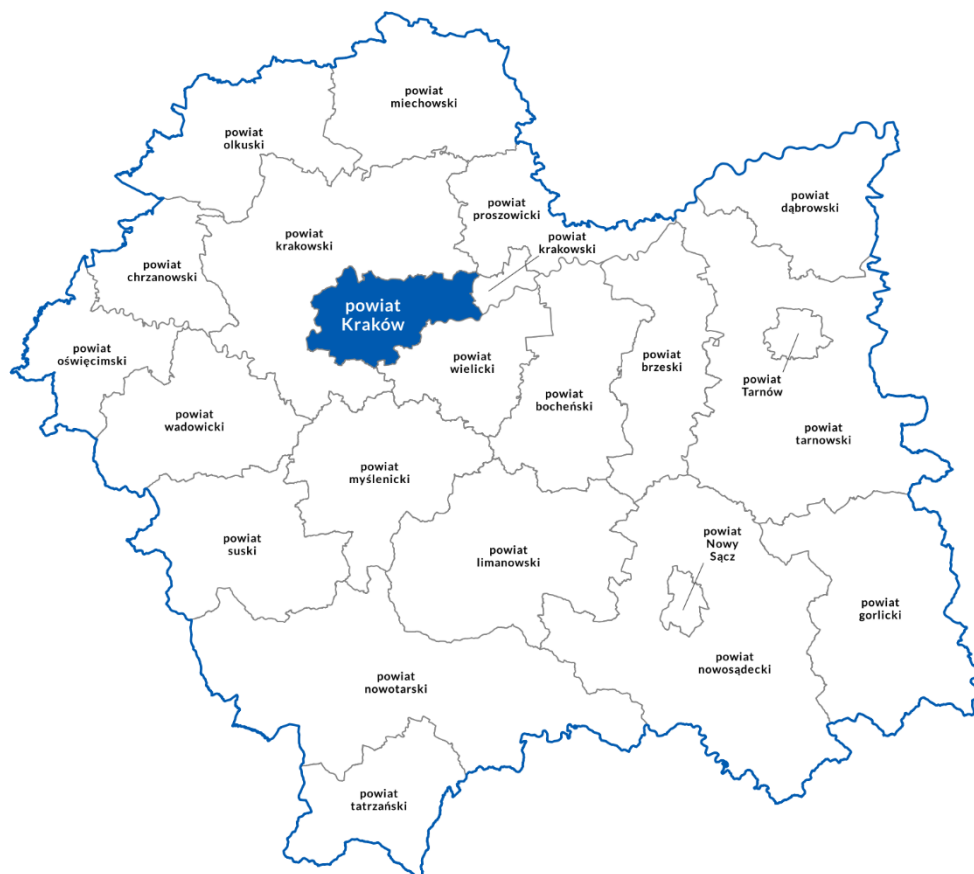 powiat
miechowski
powiat
olkuski
powiat
dąbrowski
powiat
proszowicki
powiat
krakowski
powiat
krakowski
powiat
chrzanowski
powiat
Kraków
powiat
oświęcimski
powiat
wielicki
powiat
brzeski
powiat
Tarnów
powiat
bocheński
powiat
wadowicki
powiat
tarnowski
powiat
myślenicki
powiat
suski
powiat
limanowski
powiat
Nowy
Sącz
powiat
gorlicki
powiat
nowosądecki
powiat
nowotarski
powiat
tatrzański